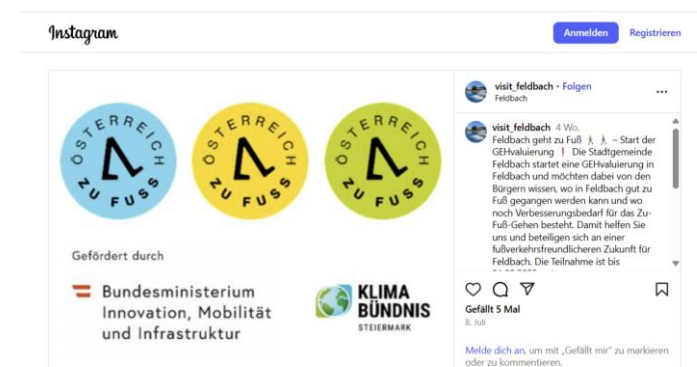 Instagram
Anmelden
Registrieren
ÖSTERREICH
ZU FUSS
ÖSTERREICH
ZU FUSS
ÖSTERREICH
ZU FUSS
Gefördert durch
Bundesministerium
Innovation, Mobilität
und Infrastruktur
KLIMA
BÜNDNIS
STEIERMARK
visit_feldbach • Folgen
Feldbach
visit_feldbach 4 Wo.
Feldbach geht zu Fuß – Start der
GEHvaluierung ❗ Die Stadtgemeinde
Feldbach startet eine GEHvaluierung in
Feldbach und möchten dabei von den
Bürgern wissen, wo in Feldbach gut zu
Fuß gegangen werden kann und wo
noch Verbesserungsbedarf für das Zu-
Fuß-Gehen besteht. Damit helfen Sie
uns und beteiligen sich an einer
fußverkehrsfreundlicheren Zukunft für
Feldbach. Die Teilnahme ist bis
Gefällt 5 Mal
8. Juli
Melde dich an, um mit „Gefällt mir“ zu markieren
oder zu kommentieren.